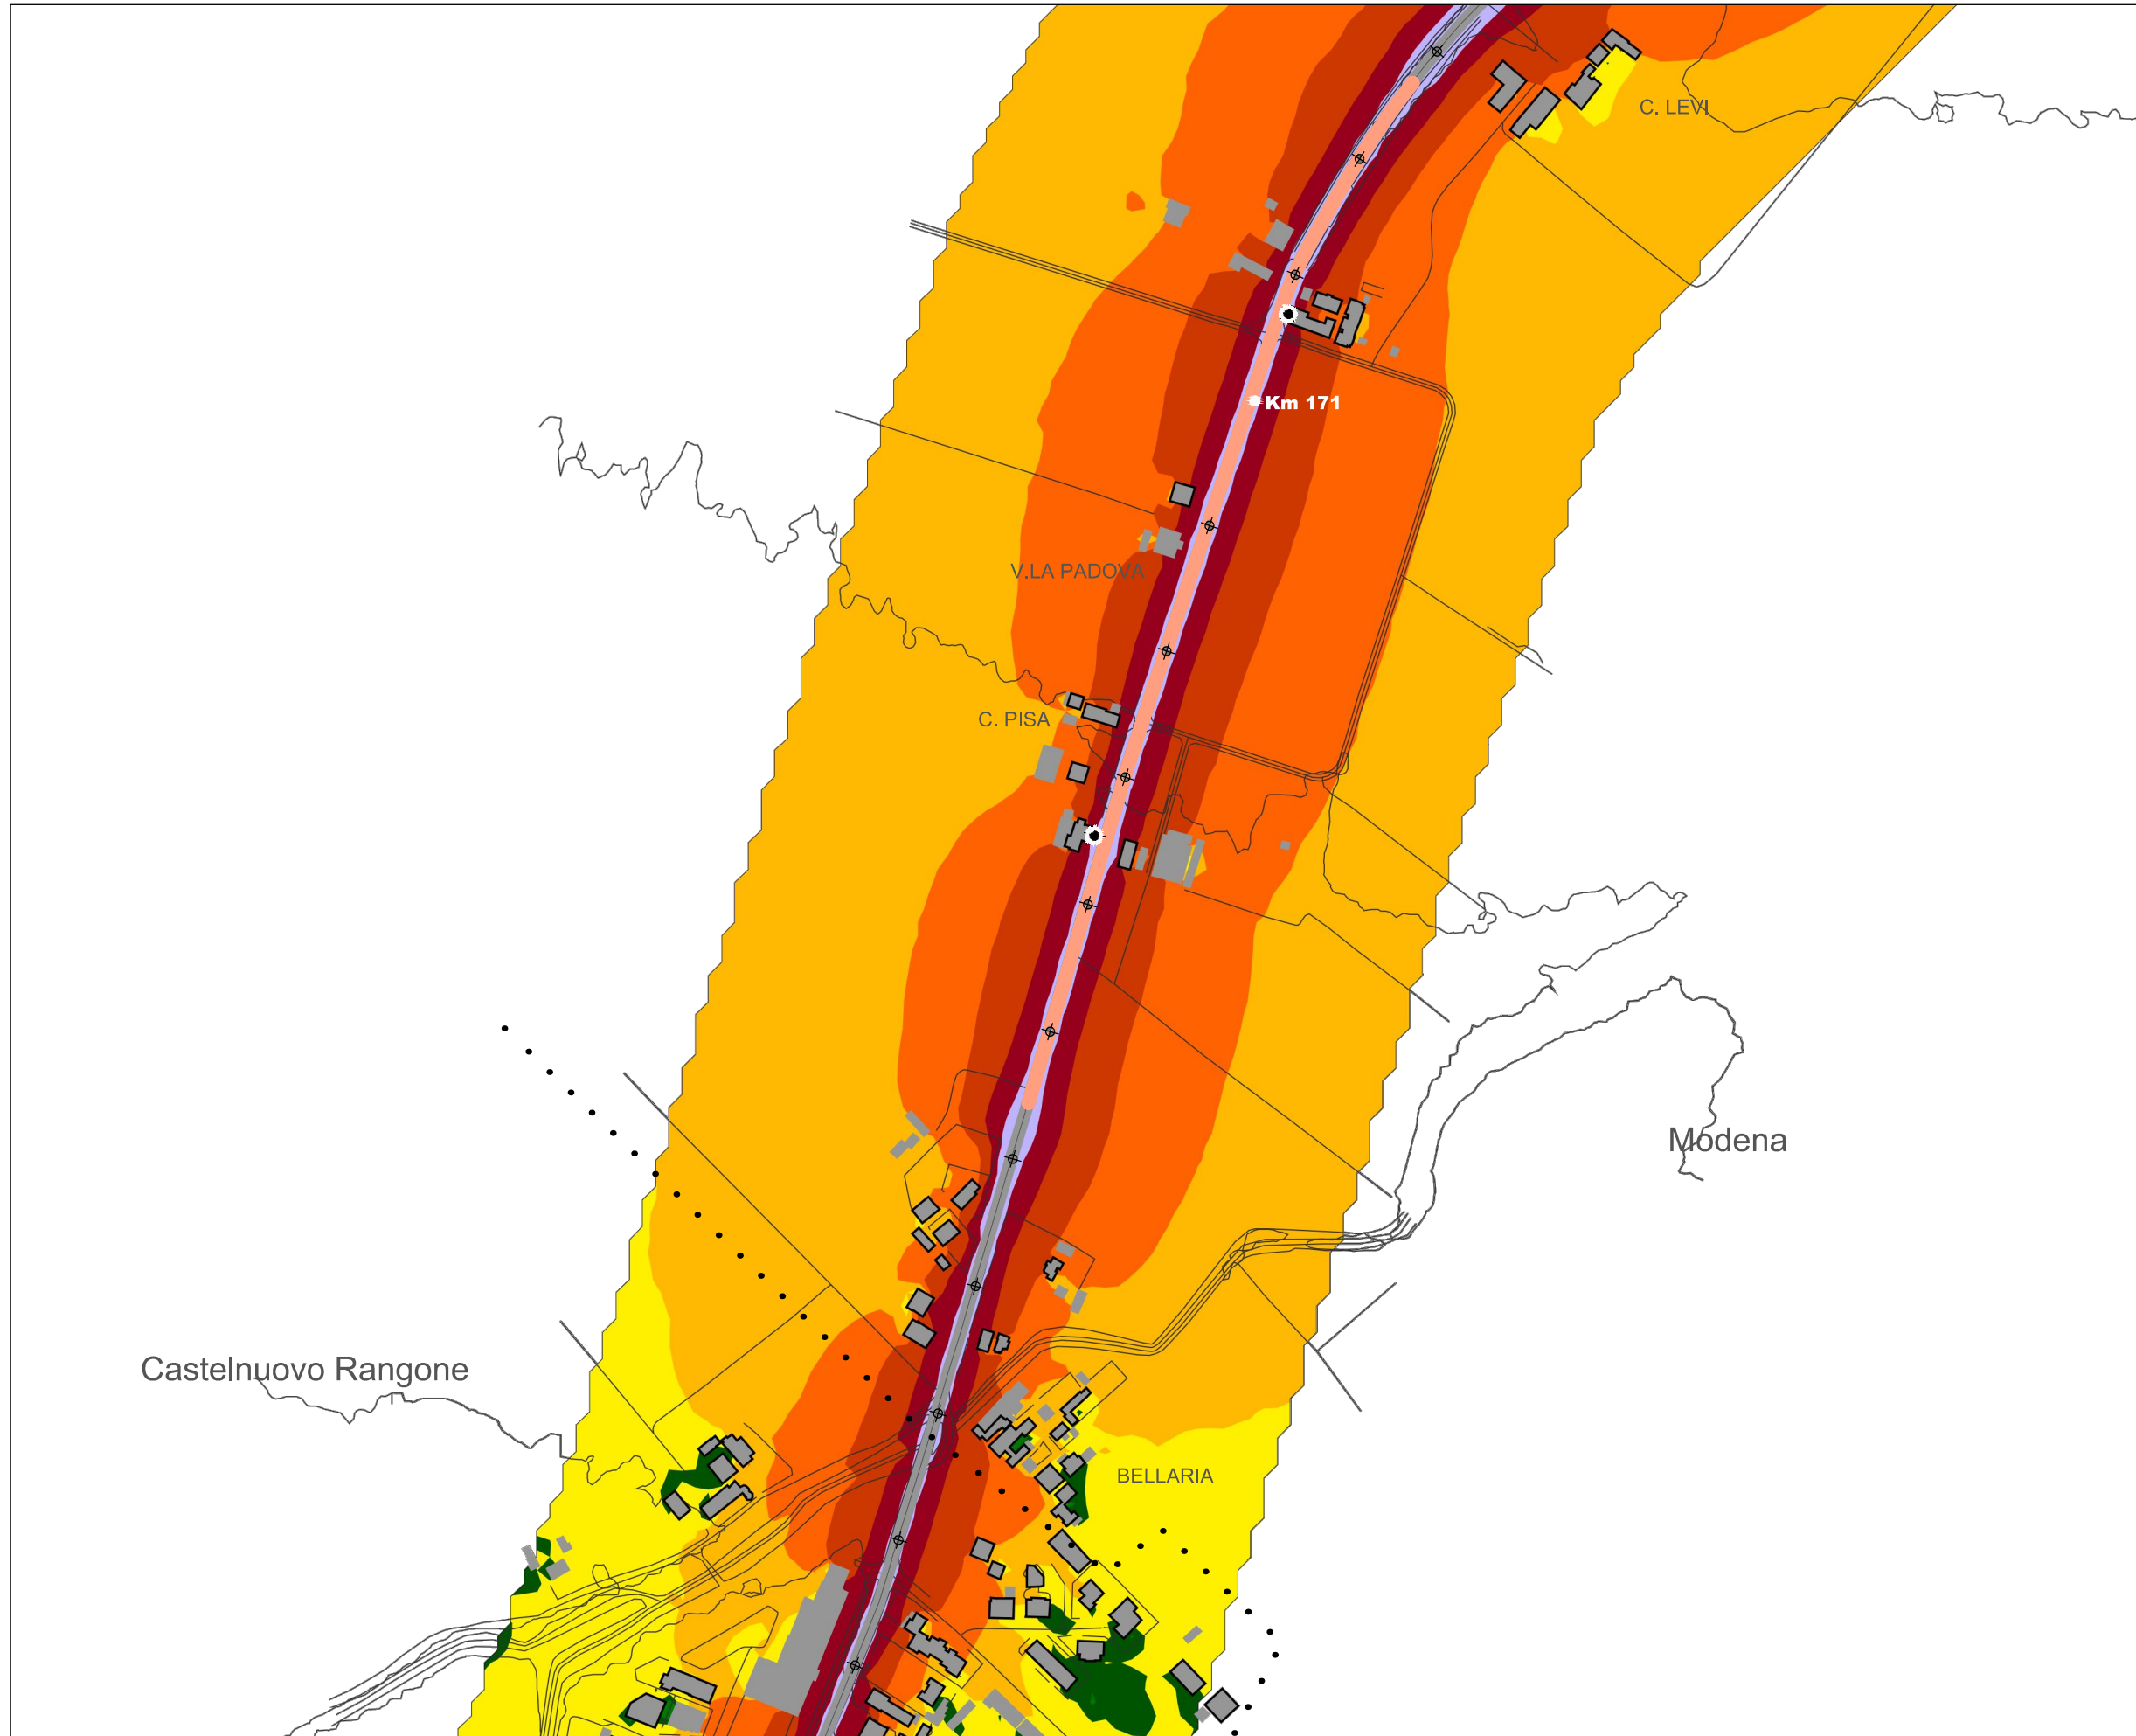 C. LEVI
Km 171
V.LA PADOVA
C. PISA
Modena
Castelnuovo Rangone
BELLARIA